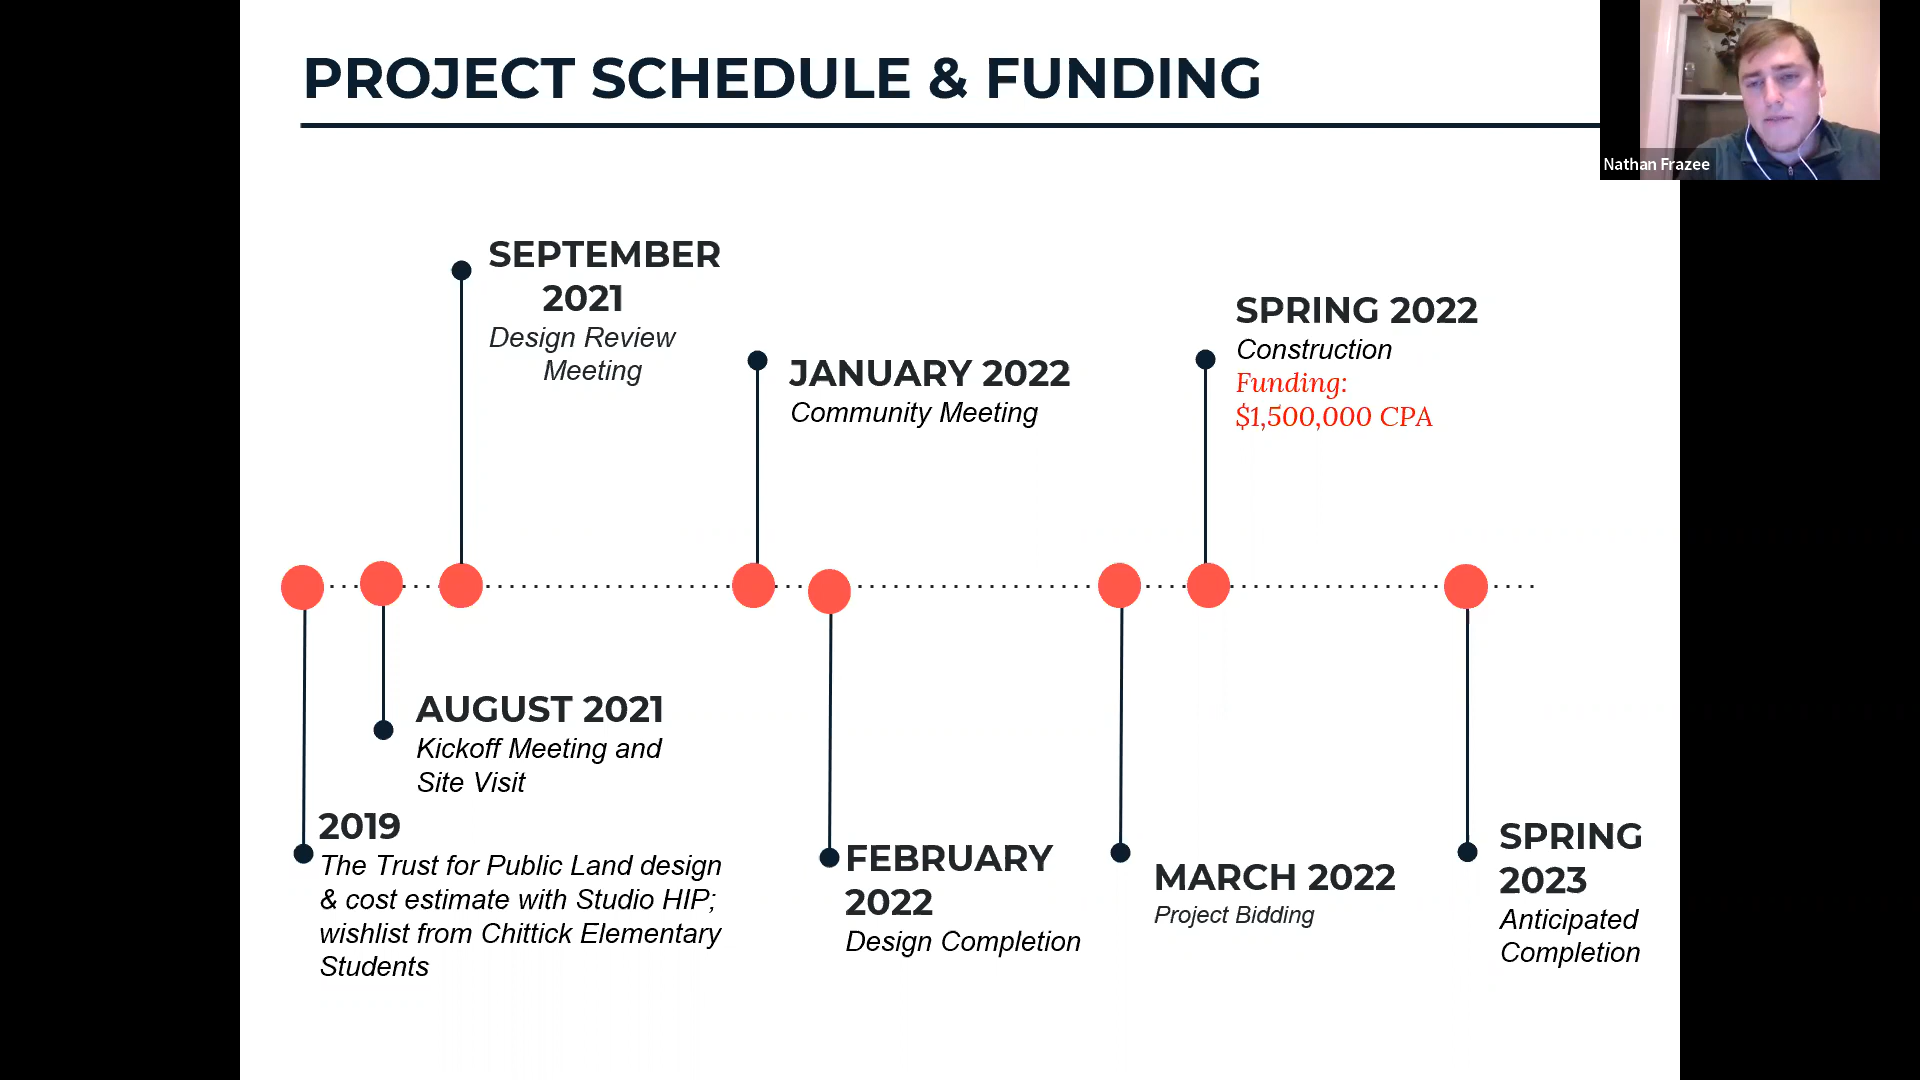 PROJECT SCHEDULE & FUNDING
Nathan Frazee
SEPTEMBER
2021
Design Review
Meeting
JANUARY 2022
Community Meeting
SPRING 2022
Construction
Funding:
$1,500,000 CPA
AUGUST 2021
Kickoff Meeting and
Site Visit
2019
The Trust for Public Land design
& cost estimate with Studio HIP;
wishlist from Chittick Elementary
Students
FEBRUARY
2022
Design Completion
MARCH 2022
Project Bidding
SPRING
2023
Anticipated
Completion